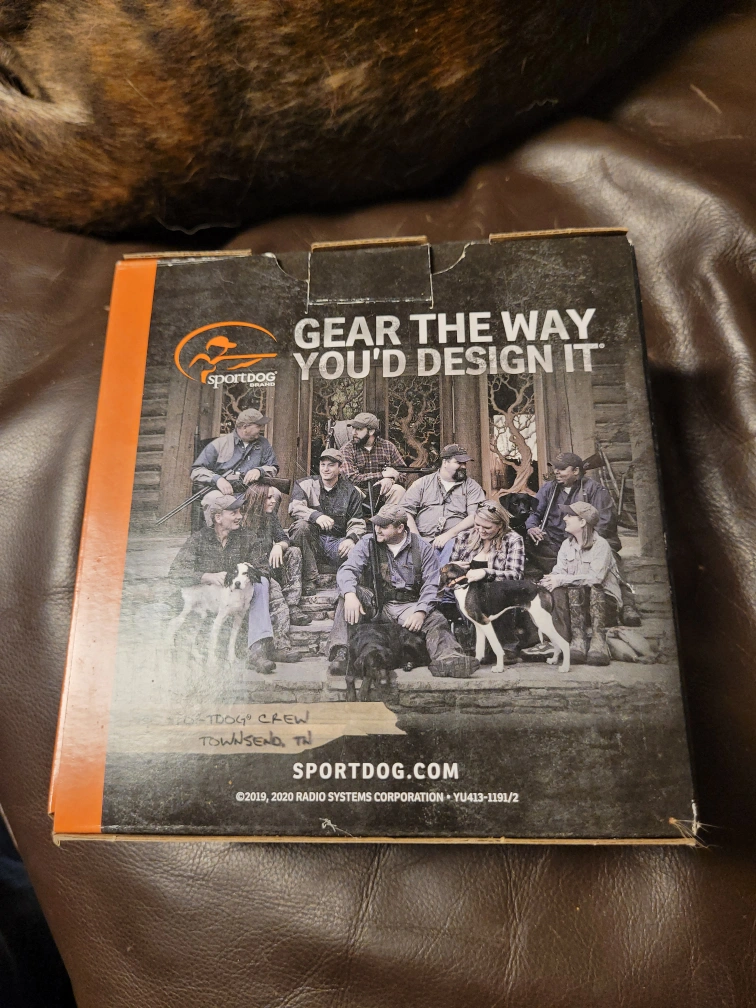 GEAR THE WAY
YOU'D DESIGN IT®
sportDOG®
BRAND
SPORTDOG® CREW
TOWNSEND, TN
SPORTDOG.COM
©2019, 2020 RADIO SYSTEMS CORPORATION • YU413-1191/2